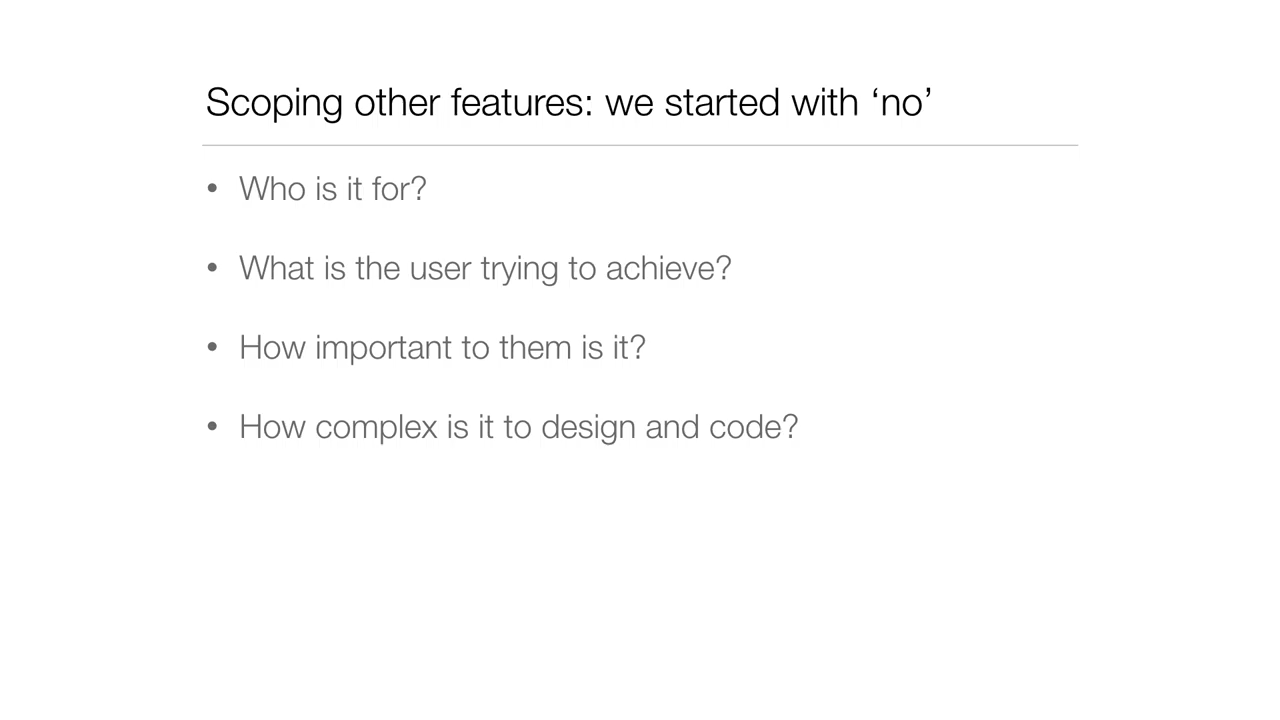 Scoping other features: we started with ‘no’
• Who is it for?
• What is the user trying to achieve?
• How important to them is it?
• How complex is it to design and code?